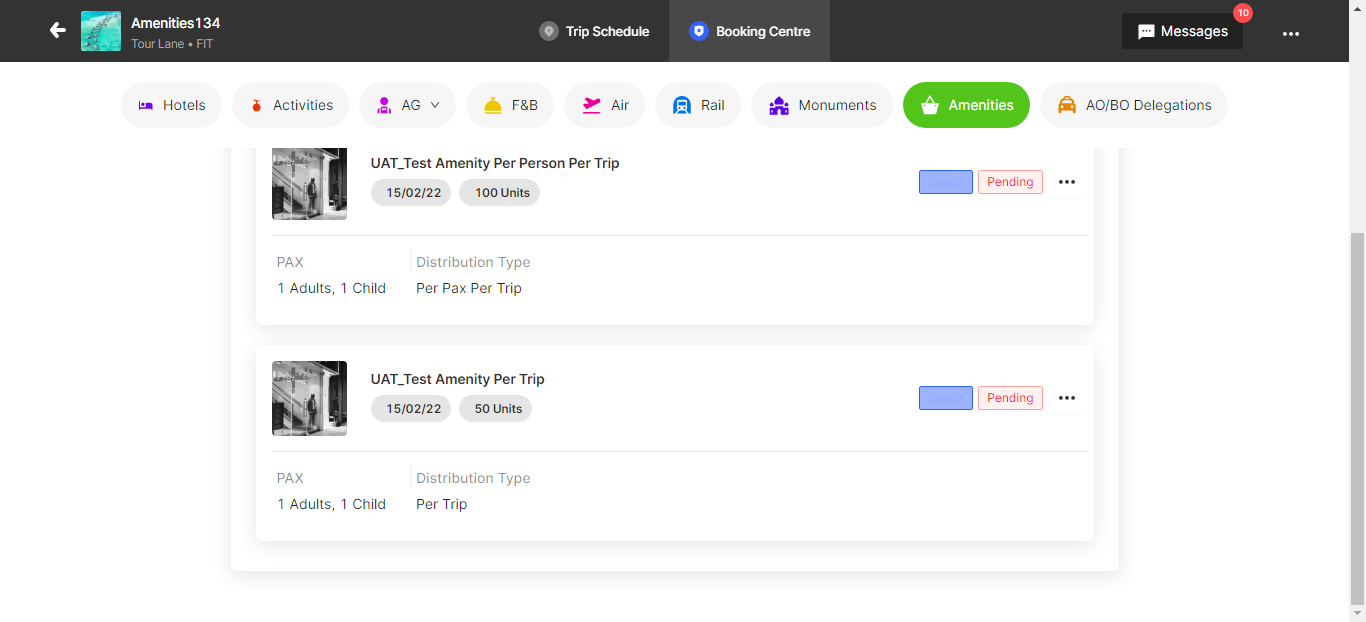 Amenities134
Tour Lane • FIT
Trip Schedule
Booking Centre
Messages
10
Hotels
Activities
AG
F&B
Air
Rail
Monuments
Amenities
AO/BO Delegations
UAT_Test Amenity Per Person Per Trip
15/02/22
100 Units
Pending
PAX
Distribution Type
1 Adults, 1 Child
Per Pax Per Trip
UAT_Test Amenity Per Trip
15/02/22
50 Units
Pending
PAX
Distribution Type
1 Adults, 1 Child
Per Trip